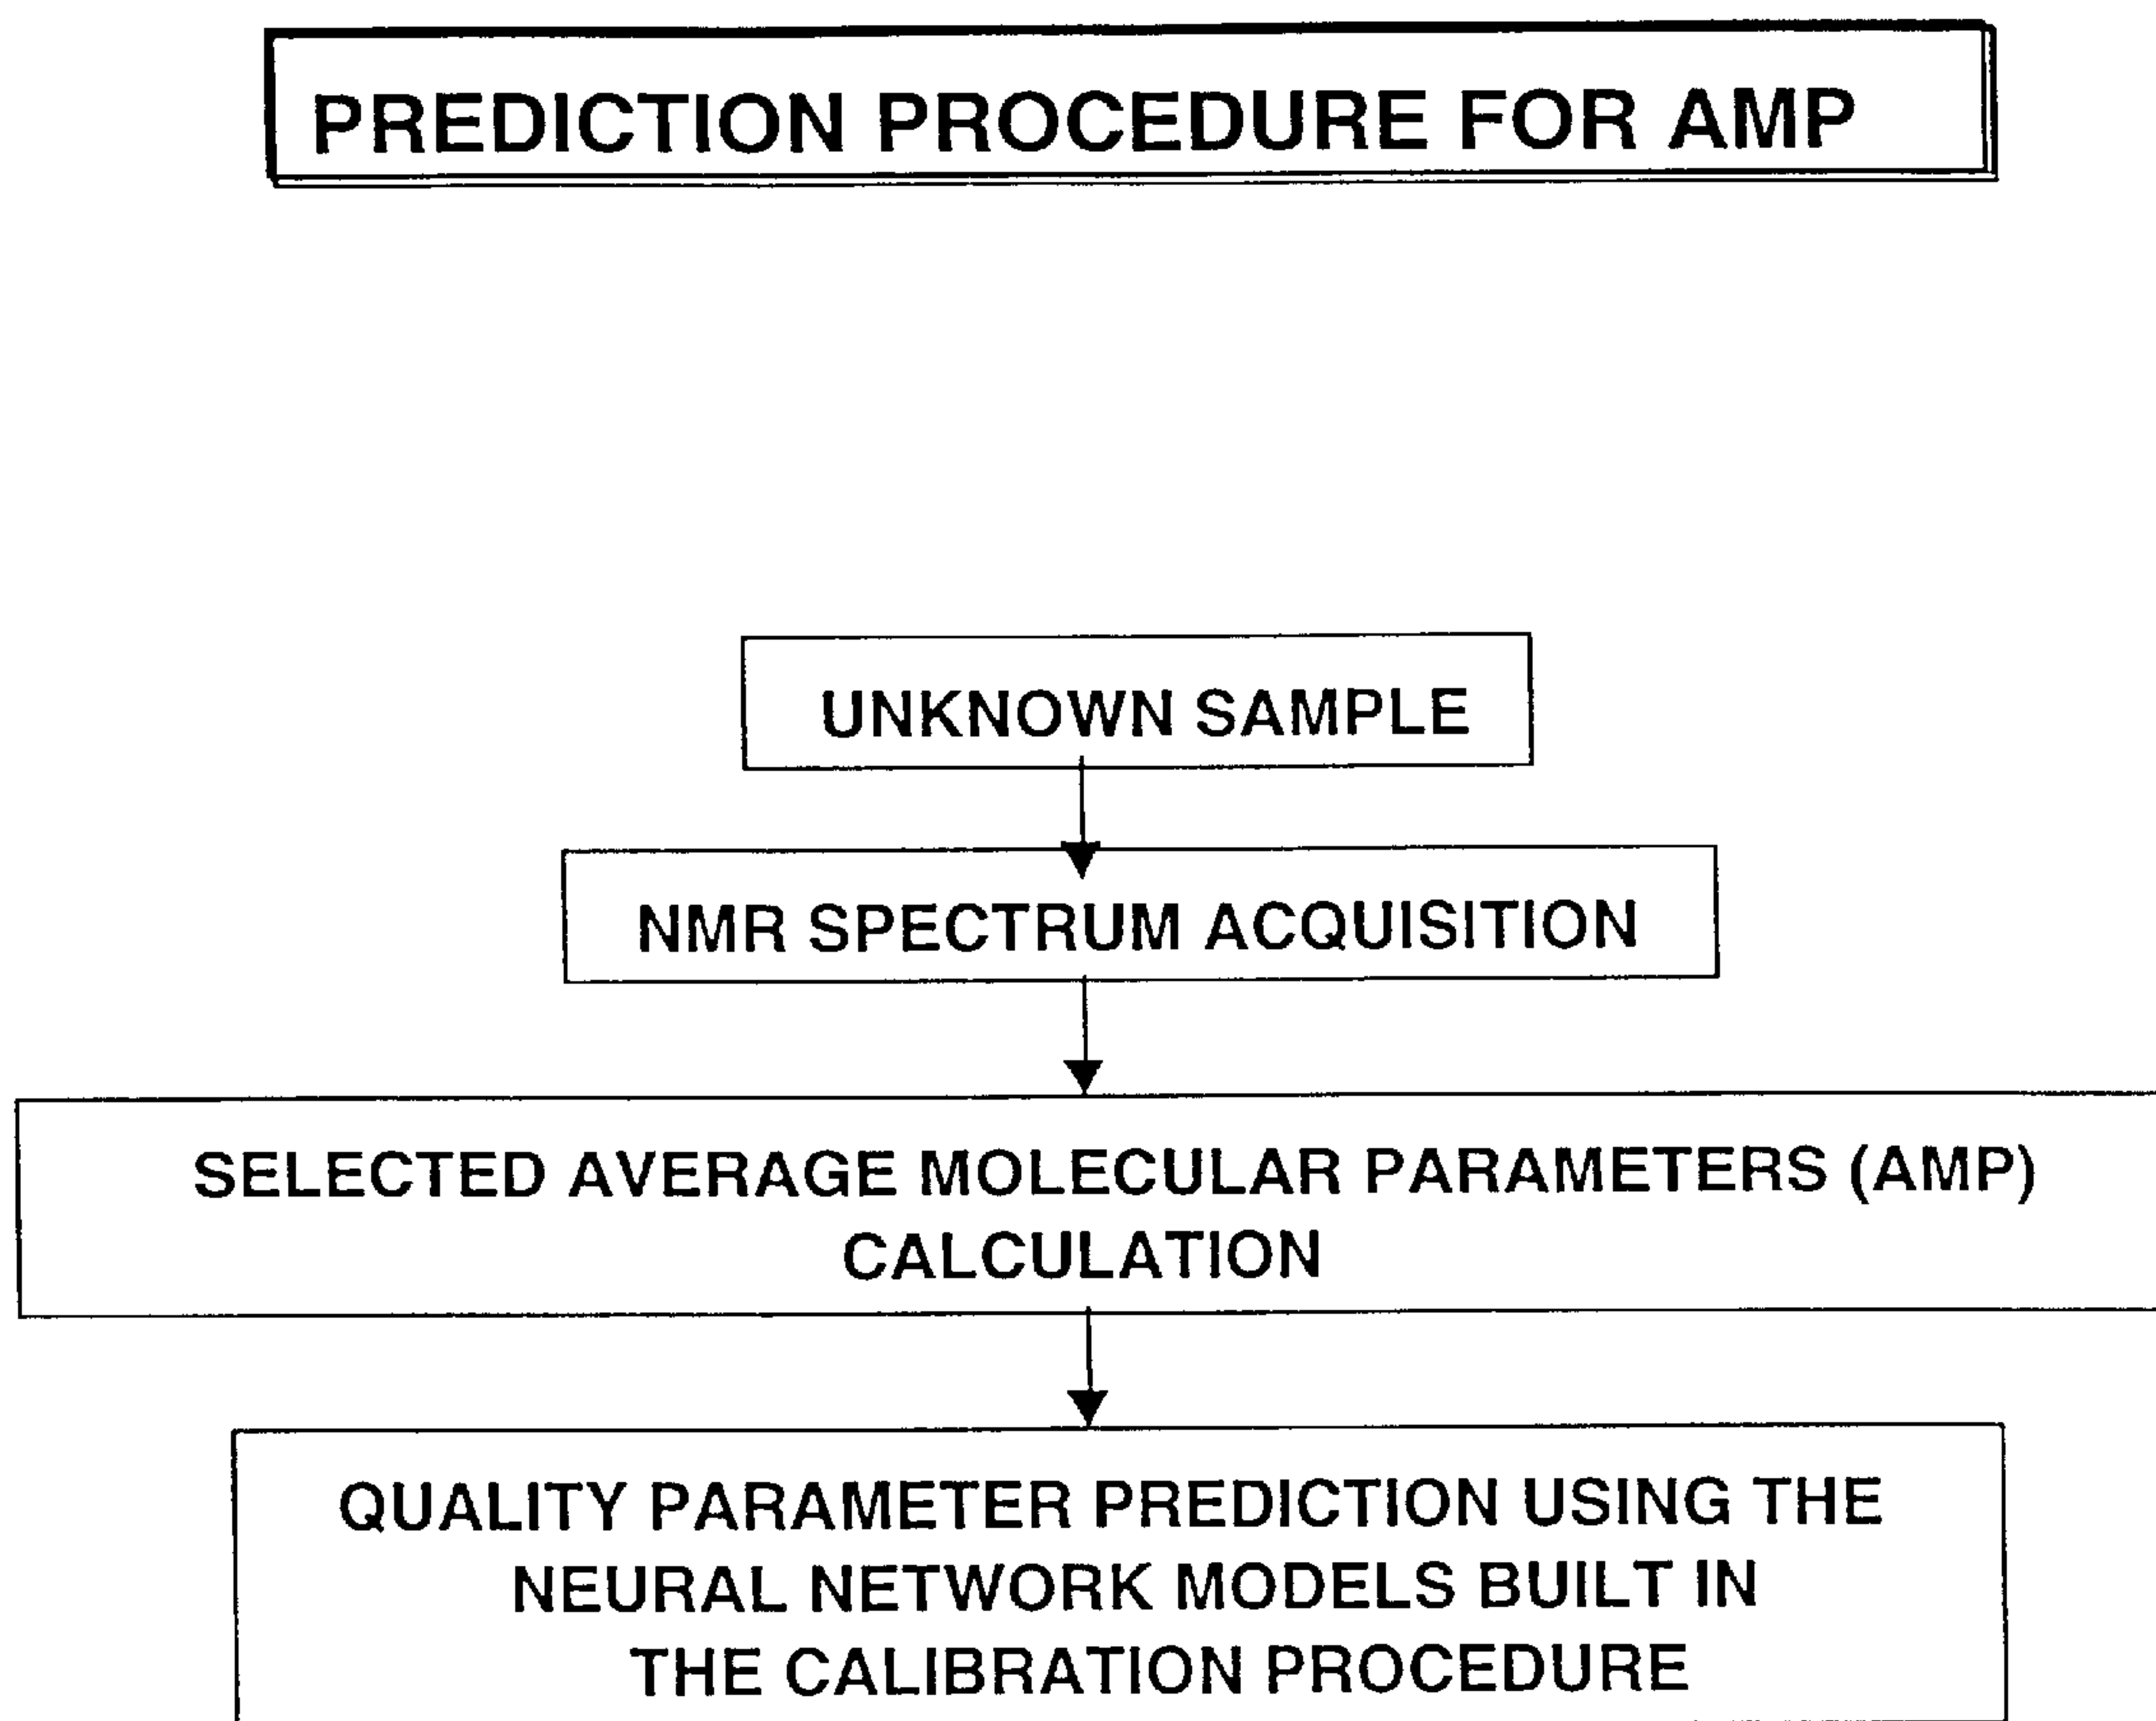 PREDICTION PROCEDURE FOR AMP
UNKNOWN SAMPLE
NMR SPECTRUM ACQUISITION
SELECTED AVERAGE MOLECULAR PARAMETERS (AMP)
CALCULATION
QUALITY PARAMETER PREDICTION USING THE
NEURAL NETWORK MODELS BUILT IN
THE CALIBRATION PROCEDURE